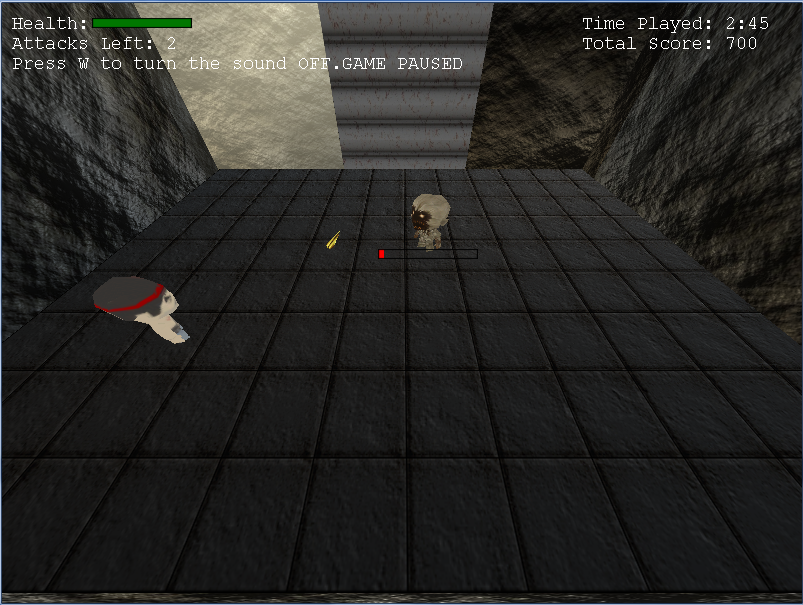 Health:
Attacks Left: 2
Press W to turn the sound OFF.GAME PAUSED
Time Played: 2:45
Total Score: 700